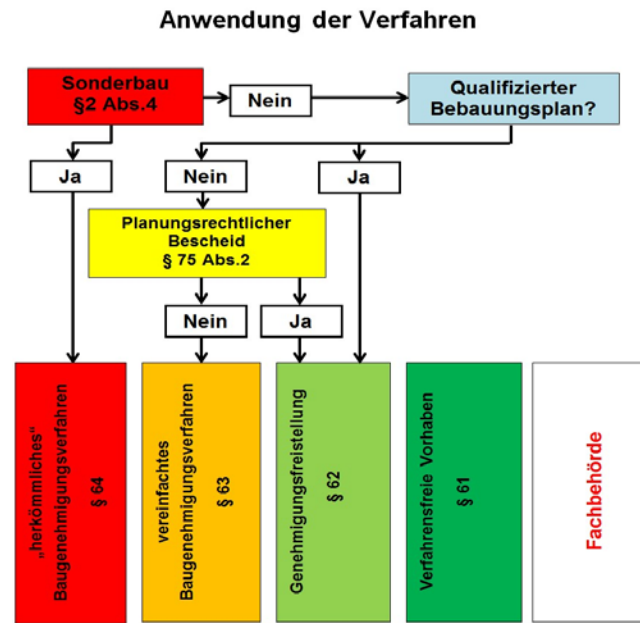 Anwendung der Verfahren
Sonderbau
§2 Abs.4
Nein
Qualifizierter
Bebauungsplan?
Ja
Nein
Ja
Planungsrechtlicher
Bescheid
§ 75 Abs.2
Nein
Ja
„herkömmliches“
Baugenehmigungsverfahren
§ 64
vereinfachtes
Baugenehmigungsverfahren
§ 63
Genehmigungsfreistellung
§ 62
Verfahrensfreie Vorhaben
§ 61
Fachbehörde